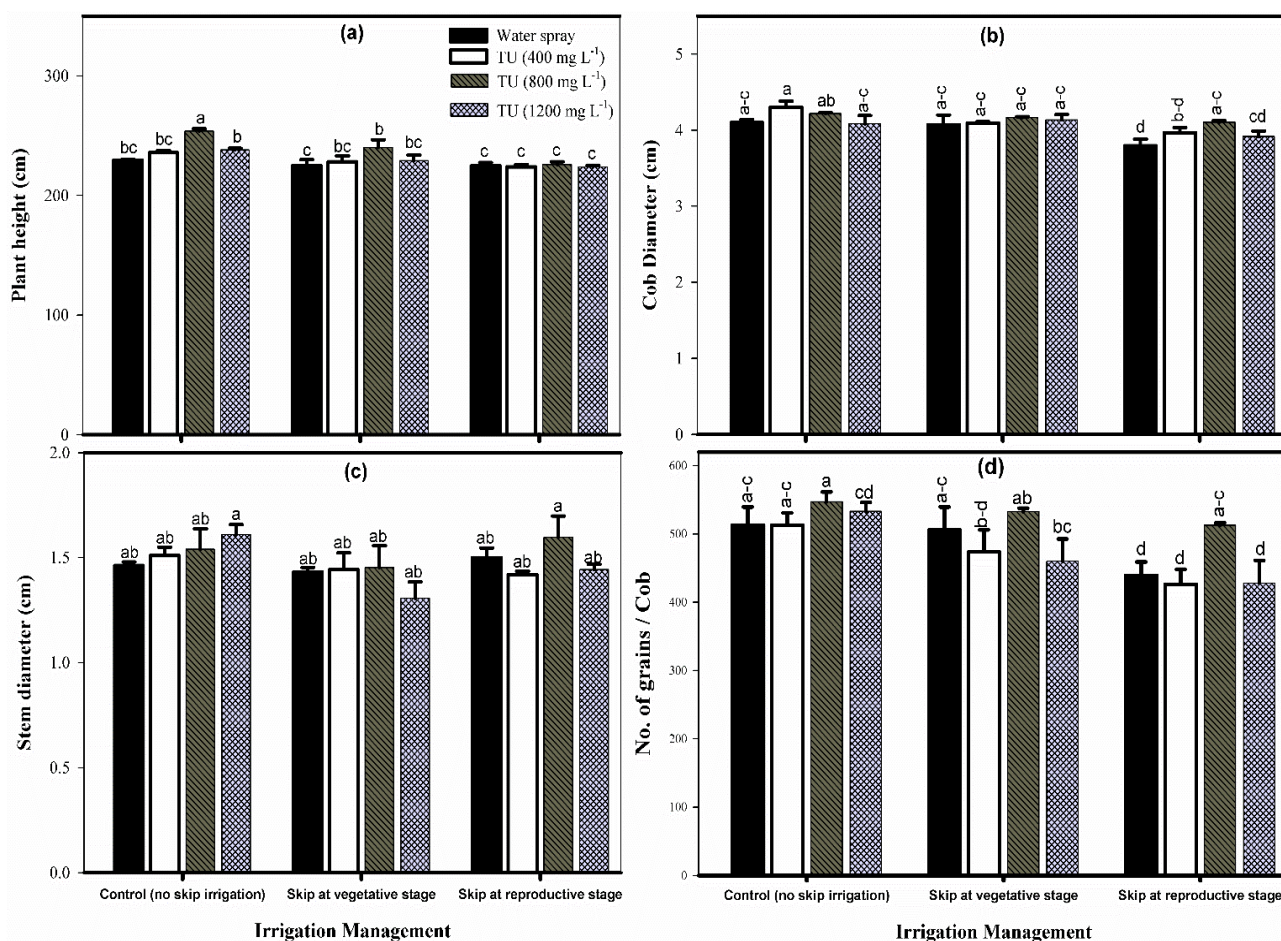 (a)
Water spray
TU (400 mg L⁻¹)
TU (800 mg L⁻¹)
TU (1200 mg L⁻¹)
Plant height (cm)
300
200
100
0
bc bc a b
c bc b bc
c c c c
(b)
Cob Diameter (cm)
5
4
3
2
1
0
a-c a ab a-c
a-c a-c a-c a-c
d b-d a-c cd
(c)
Stem diameter (cm)
2.0
1.5
1.0
0.5
0.0
ab ab ab a
ab ab ab ab
ab ab a ab
Control (no skip irrigation) Skip at vegetative stage Skip at reproductive stage
Irrigation Management
(d)
No. of grains / Cob
600
500
400
300
200
100
0
a-c a-c a cd
a-c b-d ab bc
d d a-c d
Control (no skip irrigation) Skip at vegetative stage Skip at reproductive stage
Irrigation Management